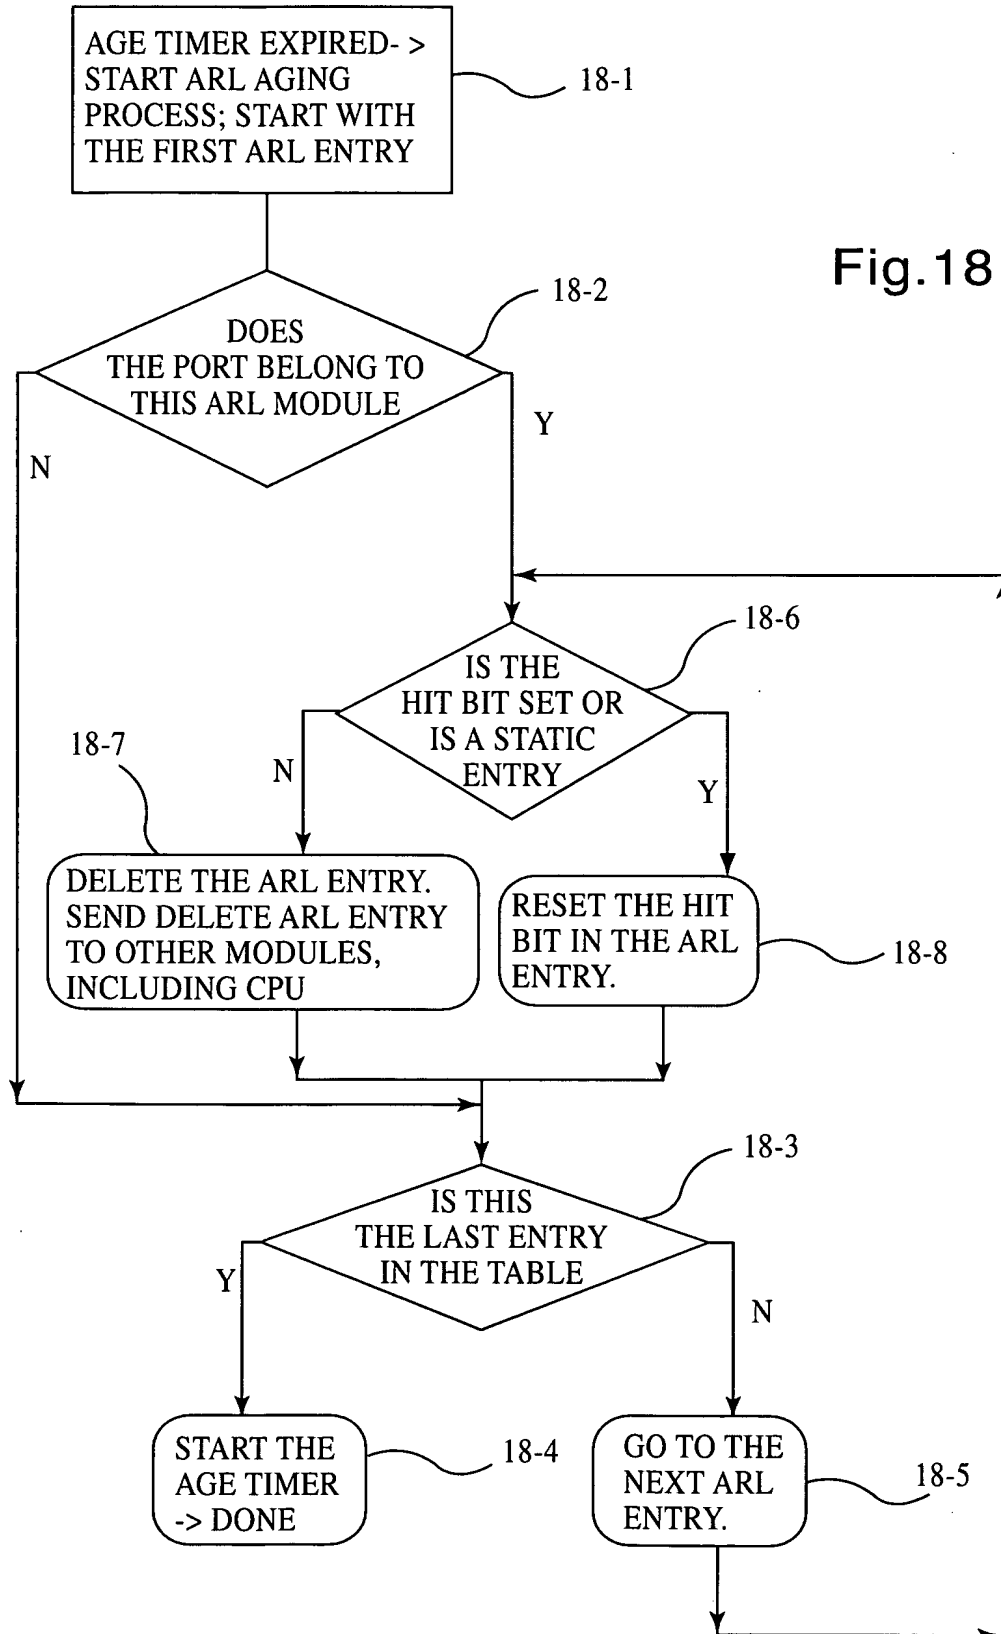 AGE TIMER EXPIRED- >
START ARL AGING
PROCESS; START WITH
THE FIRST ARL ENTRY
18-1
Fig.18
18-2
DOES
THE PORT BELONG TO
THIS ARL MODULE
N
Y
18-6
IS THE
HIT BIT SET OR
IS A STATIC
ENTRY
18-7
N
Y
DELETE THE ARL ENTRY.
SEND DELETE ARL ENTRY
TO OTHER MODULES,
INCLUDING CPU
RESET THE HIT
BIT IN THE ARL
ENTRY.
18-8
18-3
IS THIS
THE LAST ENTRY
IN THE TABLE
Y
N
START THE
AGE TIMER
-> DONE
18-4
GO TO THE
NEXT ARL
ENTRY.
18-5